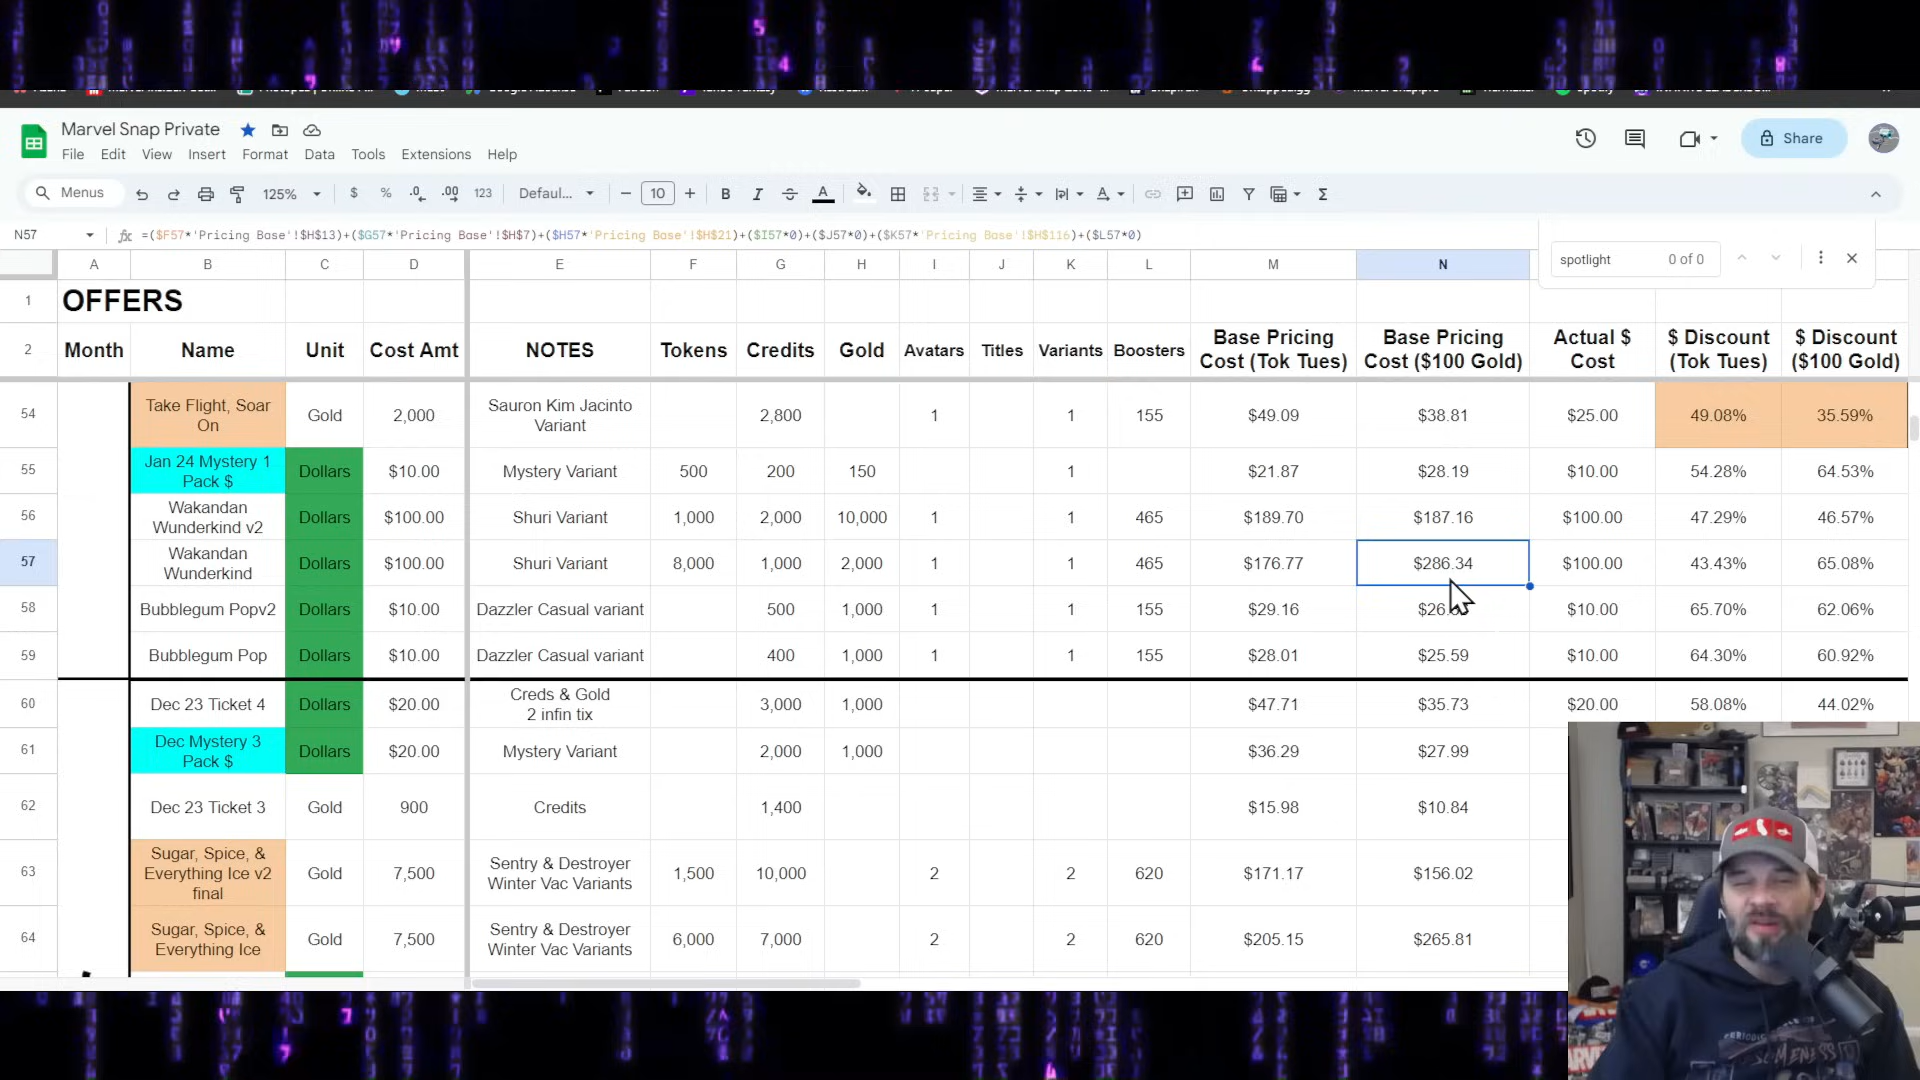 Marvel Snap Private
File Edit View Insert Format Data Tools Extensions Help
Share
Menus 125% $ % .0 .00 123 Defaul... 10 B I A
N57 =($F57*'Pricing Base'!$H$13)+($G57*'Pricing Base'!$H$7)+($H57*'Pricing Base'!$H$21)+($I57*0)+($J57*0)+($K57*'Pricing Base'!$H$116)+($L57*0)
spotlight 0 of 0
A B C D E F G H I J K L M N
1 OFFERS
2 Month Name Unit Cost Amt NOTES Tokens Credits Gold Avatars Titles Variants Boosters Base Pricing Cost (Tok Tues) Base Pricing Cost ($100 Gold) Actual $ Cost $ Discount (Tok Tues) $ Discount ($100 Gold)
54 Take Flight, Soar On Gold 2,000 Sauron Kim Jacinto Variant 2,800 1 1 155 $49.09 $38.81 $25.00 49.08% 35.59%
55 Jan 24 Mystery 1 Pack $ Dollars $10.00 Mystery Variant 500 200 150 1 $21.87 $28.19 $10.00 54.28% 64.53%
56 Wakandan Wunderkind v2 Dollars $100.00 Shuri Variant 1,000 2,000 10,000 1 1 465 $189.70 $187.16 $100.00 47.29% 46.57%
57 Wakandan Wunderkind Dollars $100.00 Shuri Variant 8,000 1,000 2,000 1 1 465 $176.77 $286.34 $100.00 43.43% 65.08%
58 Bubblegum Popv2 Dollars $10.00 Dazzler Casual variant 500 1,000 1 1 155 $29.16 $10.00 65.70% 62.06%
59 Bubblegum Pop Dollars $10.00 Dazzler Casual variant 400 1,000 1 1 155 $28.01 $25.59 $10.00 64.30% 60.92%
60 Dec 23 Ticket 4 Dollars $20.00 Creds & Gold 2 infin tix 3,000 1,000 $47.71 $35.73 $20.00 58.08% 44.02%
61 Dec Mystery 3 Pack $ Dollars $20.00 Mystery Variant 2,000 1,000 $36.29 $27.99
62 Dec 23 Ticket 3 Gold 900 Credits 1,400 $15.98 $10.84
63 Sugar, Spice, & Everything Ice v2 final Gold 7,500 Sentry & Destroyer Winter Vac Variants 1,500 10,000 2 2 620 $171.17 $156.02
64 Sugar, Spice, & Everything Ice Gold 7,500 Sentry & Destroyer Winter Vac Variants 6,000 7,000 2 2 620 $205.15 $265.81